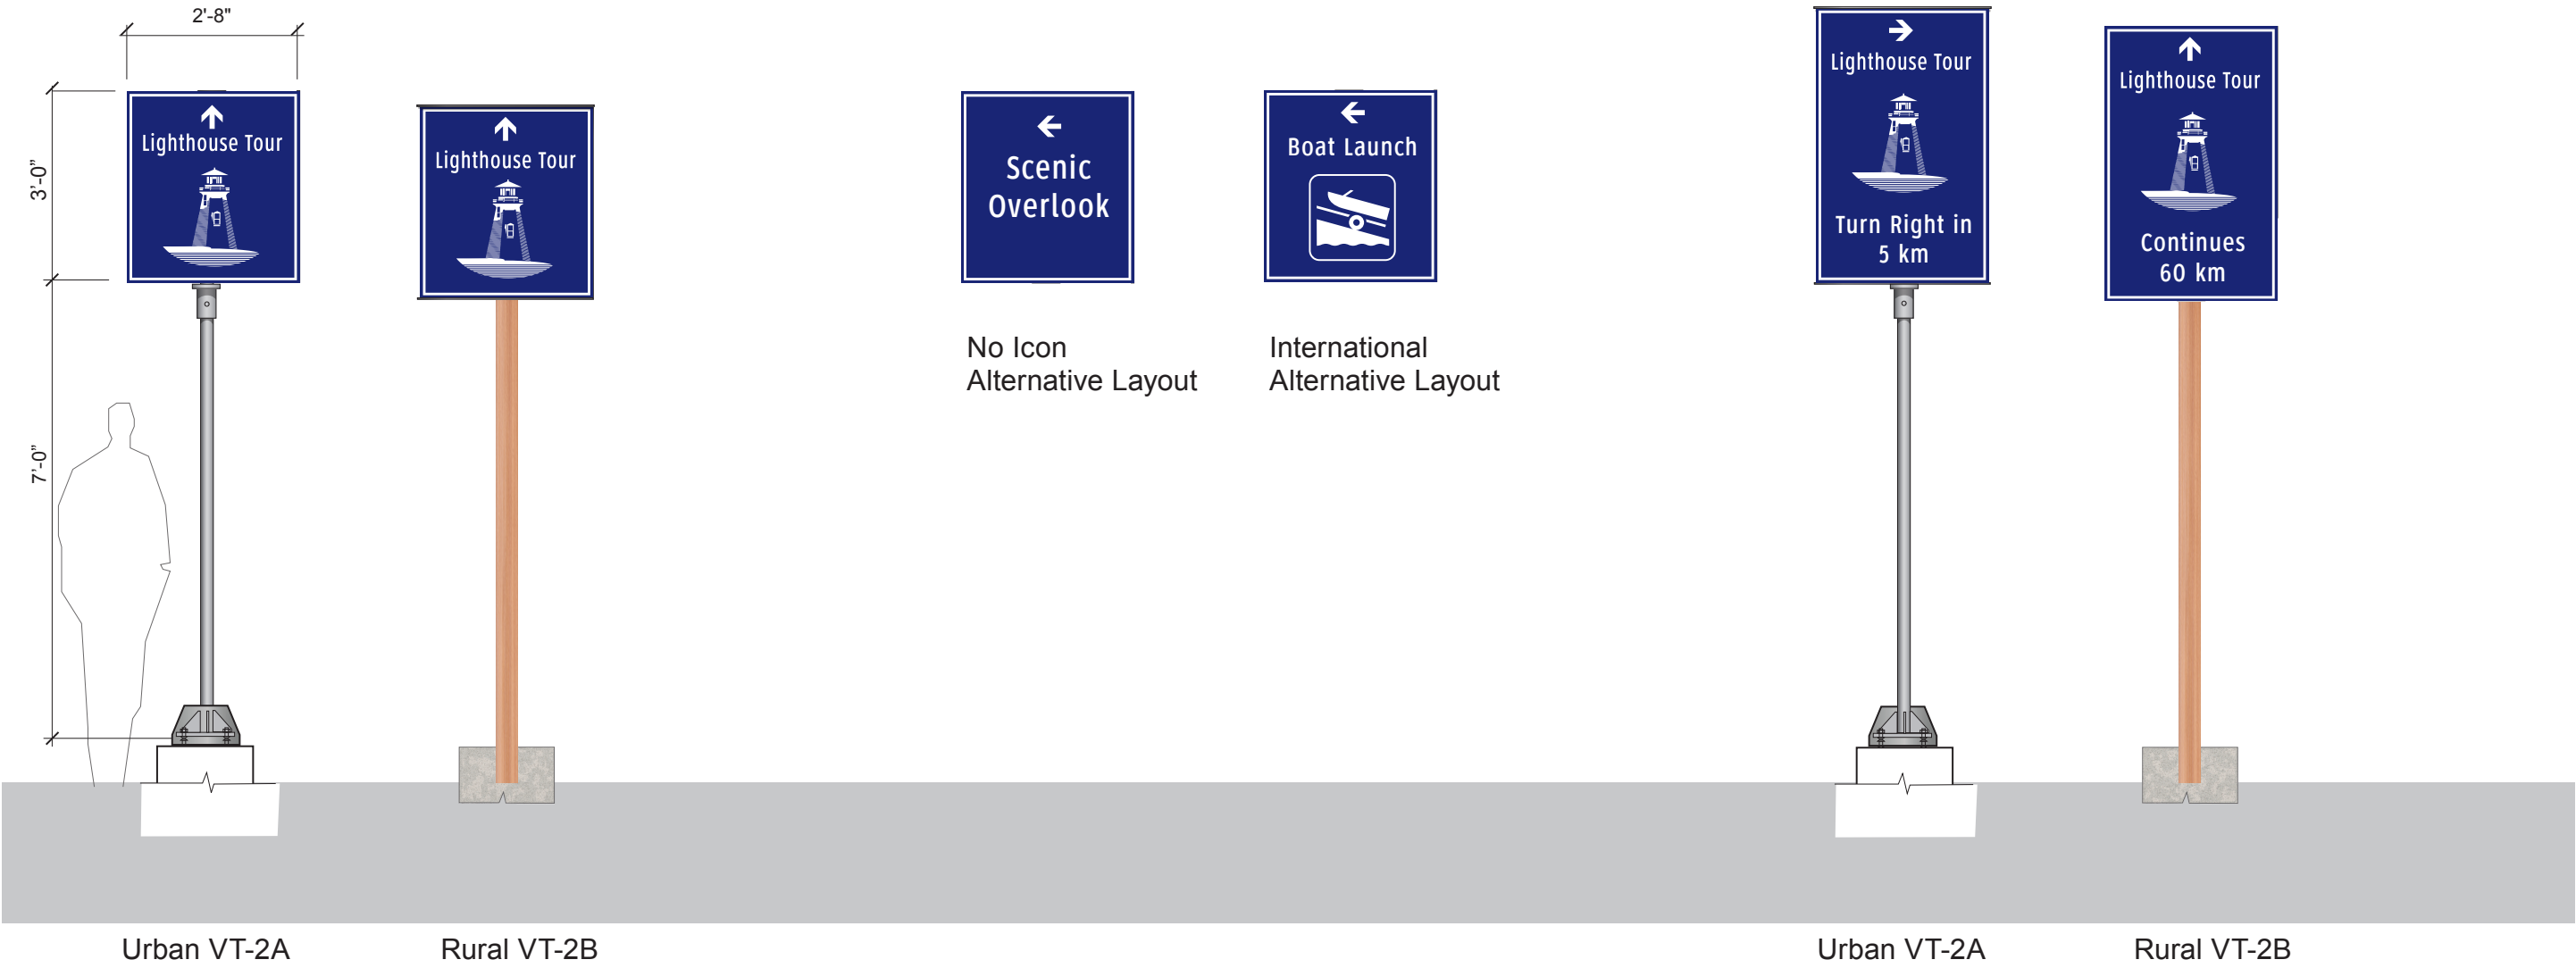 2'-8"
3'-0”
7’-0”
Lighthouse Tour
Lighthouse Tour
Scenic
Overlook
No Icon
Alternative Layout
Boat Launch
International
Alternative Layout
Lighthouse Tour
Turn Right in
5 km
Lighthouse Tour
Continues
60 km
Urban VT-2A
Rural VT-2B
Urban VT-2A
Rural VT-2B